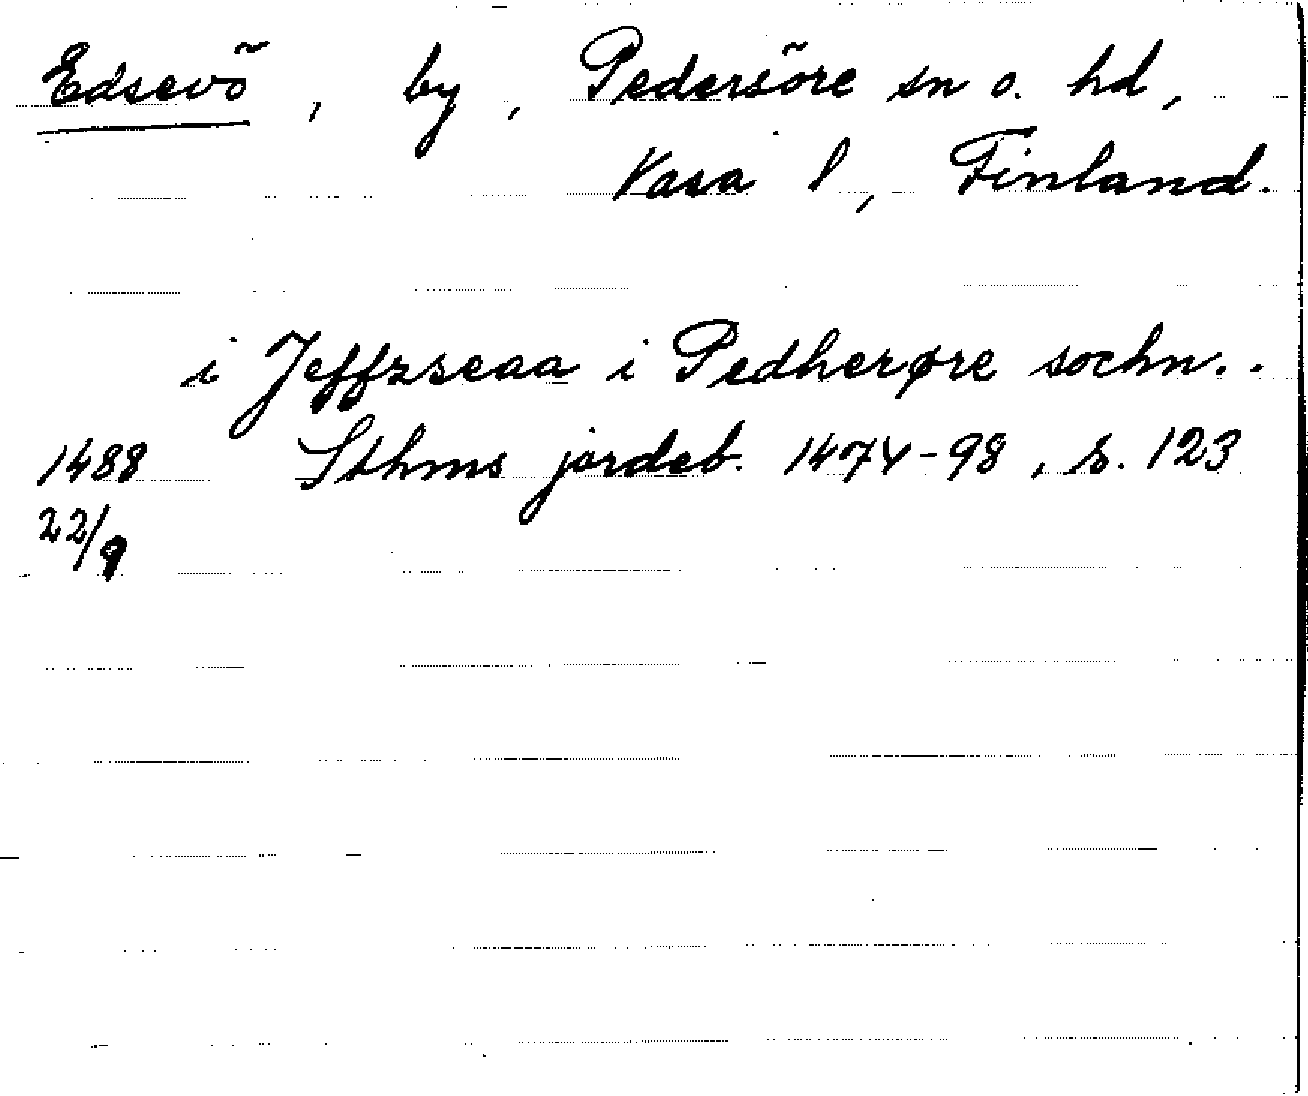 Edsevö, by, Pedersöre sn o. hd,
Vasa l, Finland.
i Jeffzseaa i Pedherøre sochn..
1488 Sthms jordeb. 1474-98, s. 123
22/9